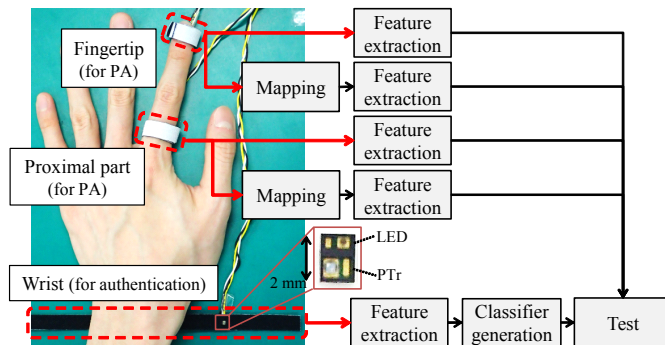 Fingertip
(for PA)
Feature
extraction
Mapping
Feature
extraction
Proximal part
(for PA)
Feature
extraction
Mapping
Feature
extraction
LED
PTr
2 mm
Wrist (for authentication)
Feature
extraction
Classifier
generation
Test